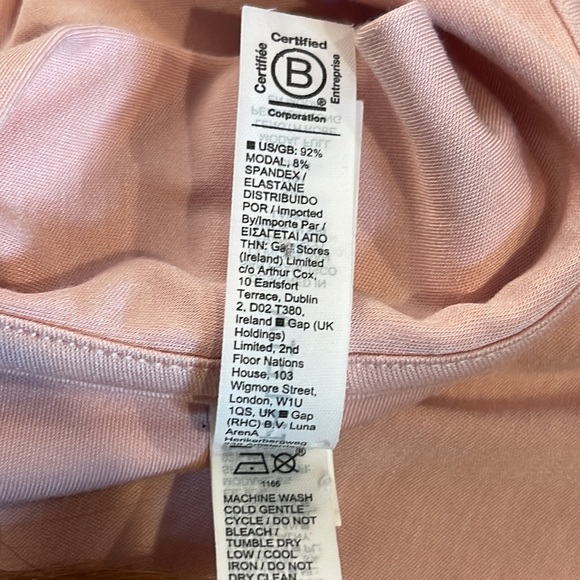 Certified
Certifiée
B
®
Entreprise
Corporation
■ US/GB: 92%
MODAL, 8%
SPANDEX /
ELASTANE
DISTRIBUIDO
POR / Imported
By/Importe Par /
ΕΙΣΑΓΕΤΑΙ ΑΠΟ
ΤΗΝ: Gap Stores
(Ireland) Limited
c/o Arthur Cox,
10 Earlsfort
Terrace, Dublin
2, D02 T380,
Ireland ■ Gap (UK
Holdings)
Limited, 2nd
Floor Nations
House, 103
Wigmore Street,
London, W1U
1QS, UK ■ Gap
(RHC) B.V. Luna
ArenA
Herikerbergweg
®
1166
MACHINE WASH
COLD GENTLE
CYCLE / DO NOT
BLEACH /
TUMBLE DRY
LOW / COOL
IRON / DO NOT
DRY CLEAN